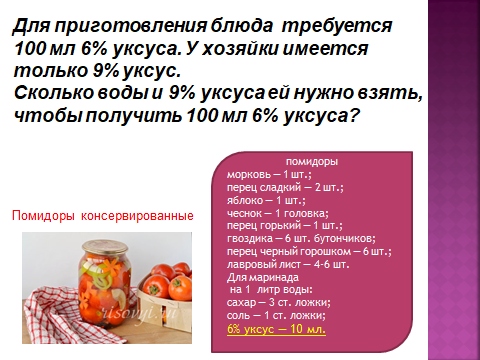 Для приготовления блюда требуется
100 мл 6% уксуса. У хозяйки имеется
только 9% уксус.
Сколько воды и 9% уксуса ей нужно взять,
чтобы получить 100 мл 6% уксуса?
помидоры
морковь — 1 шт.;
перец сладкий — 2 шт.;
яблоко — 1 шт.;
чеснок — 1 головка;
перец горький — 1 шт.;
гвоздика — 6 шт. бутончиков;
перец черный горошком — 6 шт.;
лавровый лист — 4-6 шт.
Для маринада
на 1 литр воды:
сахар — 3 ст. ложки;
соль — 1 ст. ложки;
6% уксус — 10 мл.
Помидоры консервированные